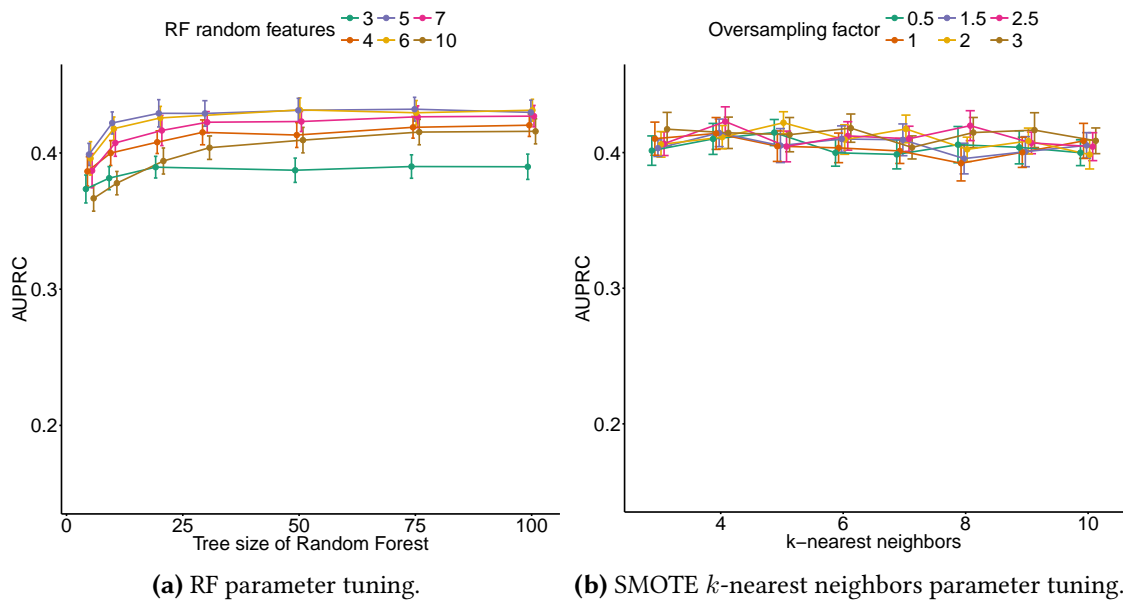 RF random features 3 5 7
4 6 10
AUPRC
0.4
0.3
0.2
0 25 50 75 100
Tree size of Random Forest
(a) RF parameter tuning.
Oversampling factor 0.5 1.5 2.5
1 2 3
AUPRC
0.4
0.3
0.2
4 6 8 10
k-nearest neighbors
(b) SMOTE k-nearest neighbors parameter tuning.